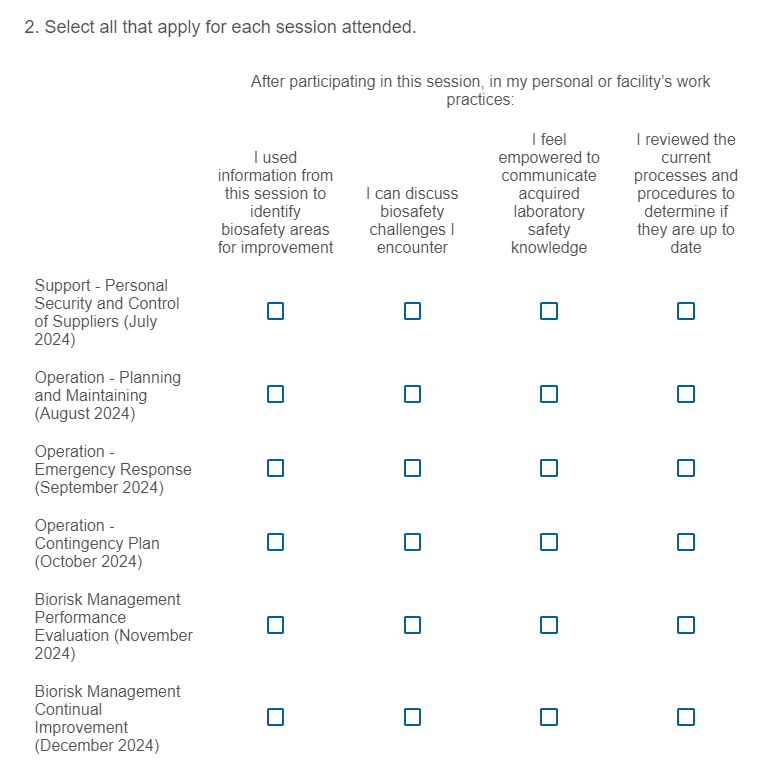 2. Select all that apply for each session attended.
After participating in this session, in my personal or facility's work
practices:
I used
information from
this session to
identify
biosafety areas
for improvement
I can discuss
biosafety
challenges I
encounter
I feel
empowered to
communicate
acquired
laboratory
safety
knowledge
I reviewed the
current
processes and
procedures to
determine if
they are up to
date
Support - Personal
Security and Control
of Suppliers (July
2024)
Operation - Planning
and Maintaining
(August 2024)
Operation -
Emergency Response
(September 2024)
Operation -
Contingency Plan
(October 2024)
Biorisk Management
Performance
Evaluation (November
2024)
Biorisk Management
Continual
Improvement
(December 2024)